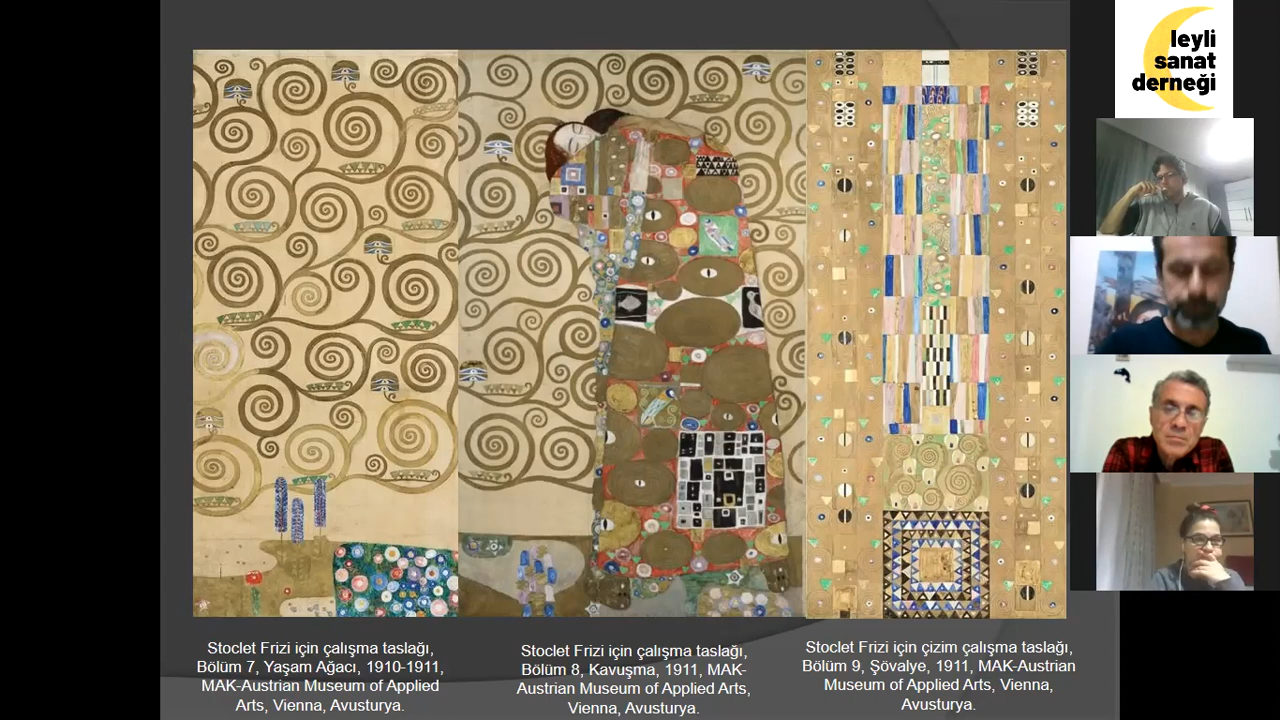 leyli
sanat
derneği
Stoclet Frizi için çalışma taslağı,
Bölüm 7, Yaşam Ağacı, 1910-1911,
MAK-Austrian Museum of Applied
Arts, Vienna, Avusturya.
Stoclet Frizi için çalışma taslağı,
Bölüm 8, Kavuşma, 1911, MAK-
Austrian Museum of Applied Arts,
Vienna, Avusturya.
Stoclet Frizi için çizim çalışma taslağı,
Bölüm 9, Şövalye, 1911, MAK-Austrian
Museum of Applied Arts, Vienna,
Avusturya.